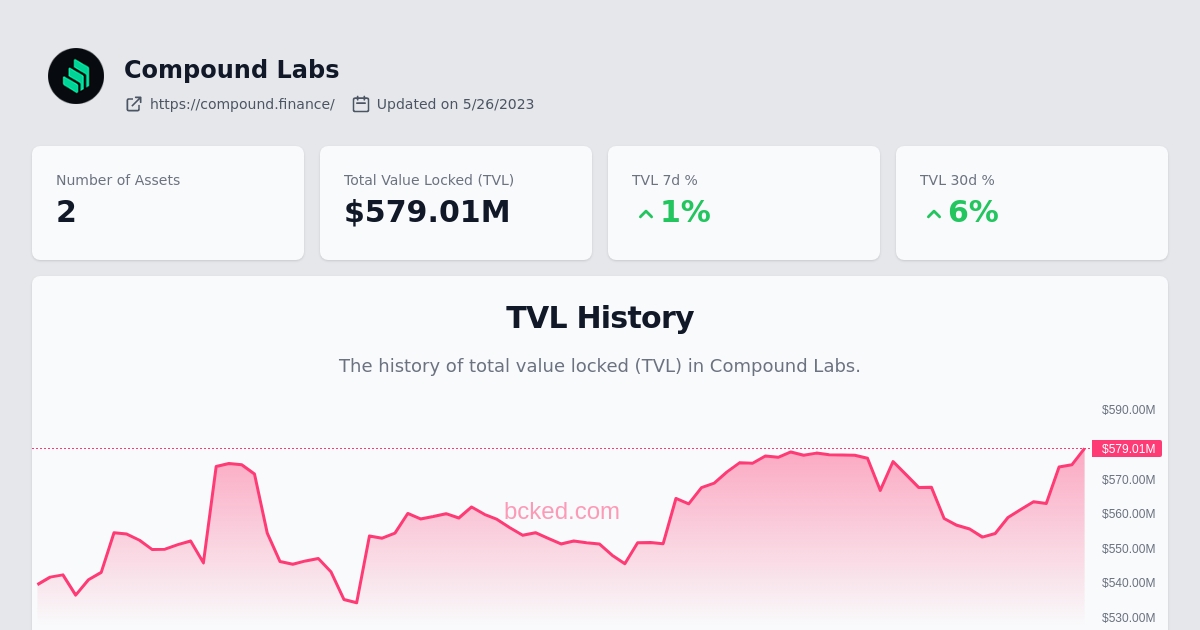 Compound Labs
https://compound.finance/ Updated on 5/26/2023
Number of Assets
2
Total Value Locked (TVL)
$579.01M
TVL 7d %
1%
TVL 30d %
6%
TVL History
The history of total value locked (TVL) in Compound Labs.
$590.00M
$579.01M
$570.00M
bcked.com
$560.00M
$550.00M
$540.00M
$530.00M